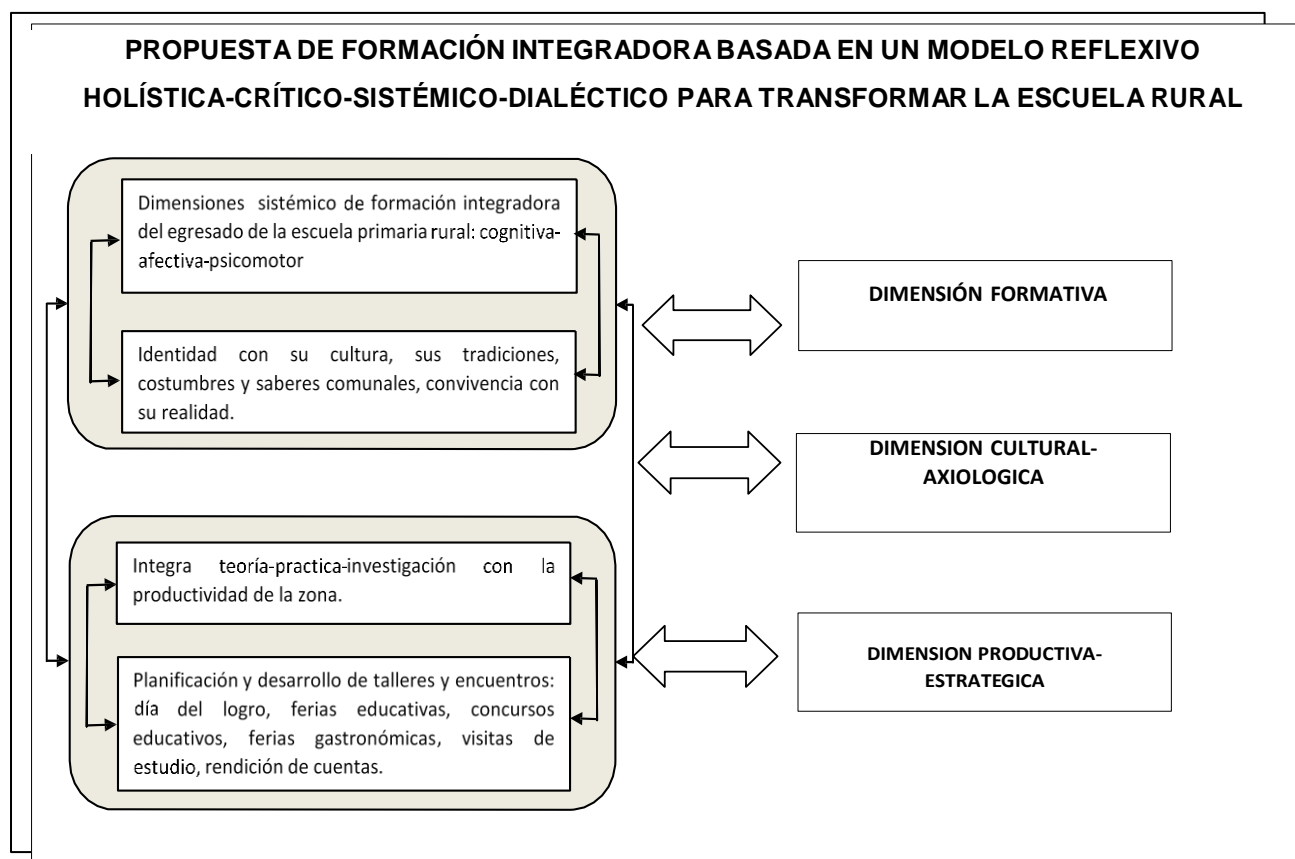 PROPUESTA DE FORMACIÓN INTEGRADORA BASADA EN UN MODELO REFLEXIVO
HOLÍSTICA-CRÍTICO-SISTÉMICO-DIALÉCTICO PARA TRANSFORMAR LA ESCUELA RURAL
Dimensiones sistémico de formación integradora
del egresado de la escuela primaria rural: cognitiva-
afectiva-psicomotor
Identidad con su cultura, sus tradiciones,
costumbres y saberes comunales, convivencia con
su realidad.
Integra teoría-practica-investigación con la
productividad de la zona.
Planificación y desarrollo de talleres y encuentros:
día del logro, ferias educativas, concursos
educativos, ferias gastronómicas, visitas de
estudio, rendición de cuentas.
DIMENSIÓN FORMATIVA
DIMENSION CULTURAL-
AXIOLOGICA
DIMENSION PRODUCTIVA-
ESTRATEGICA